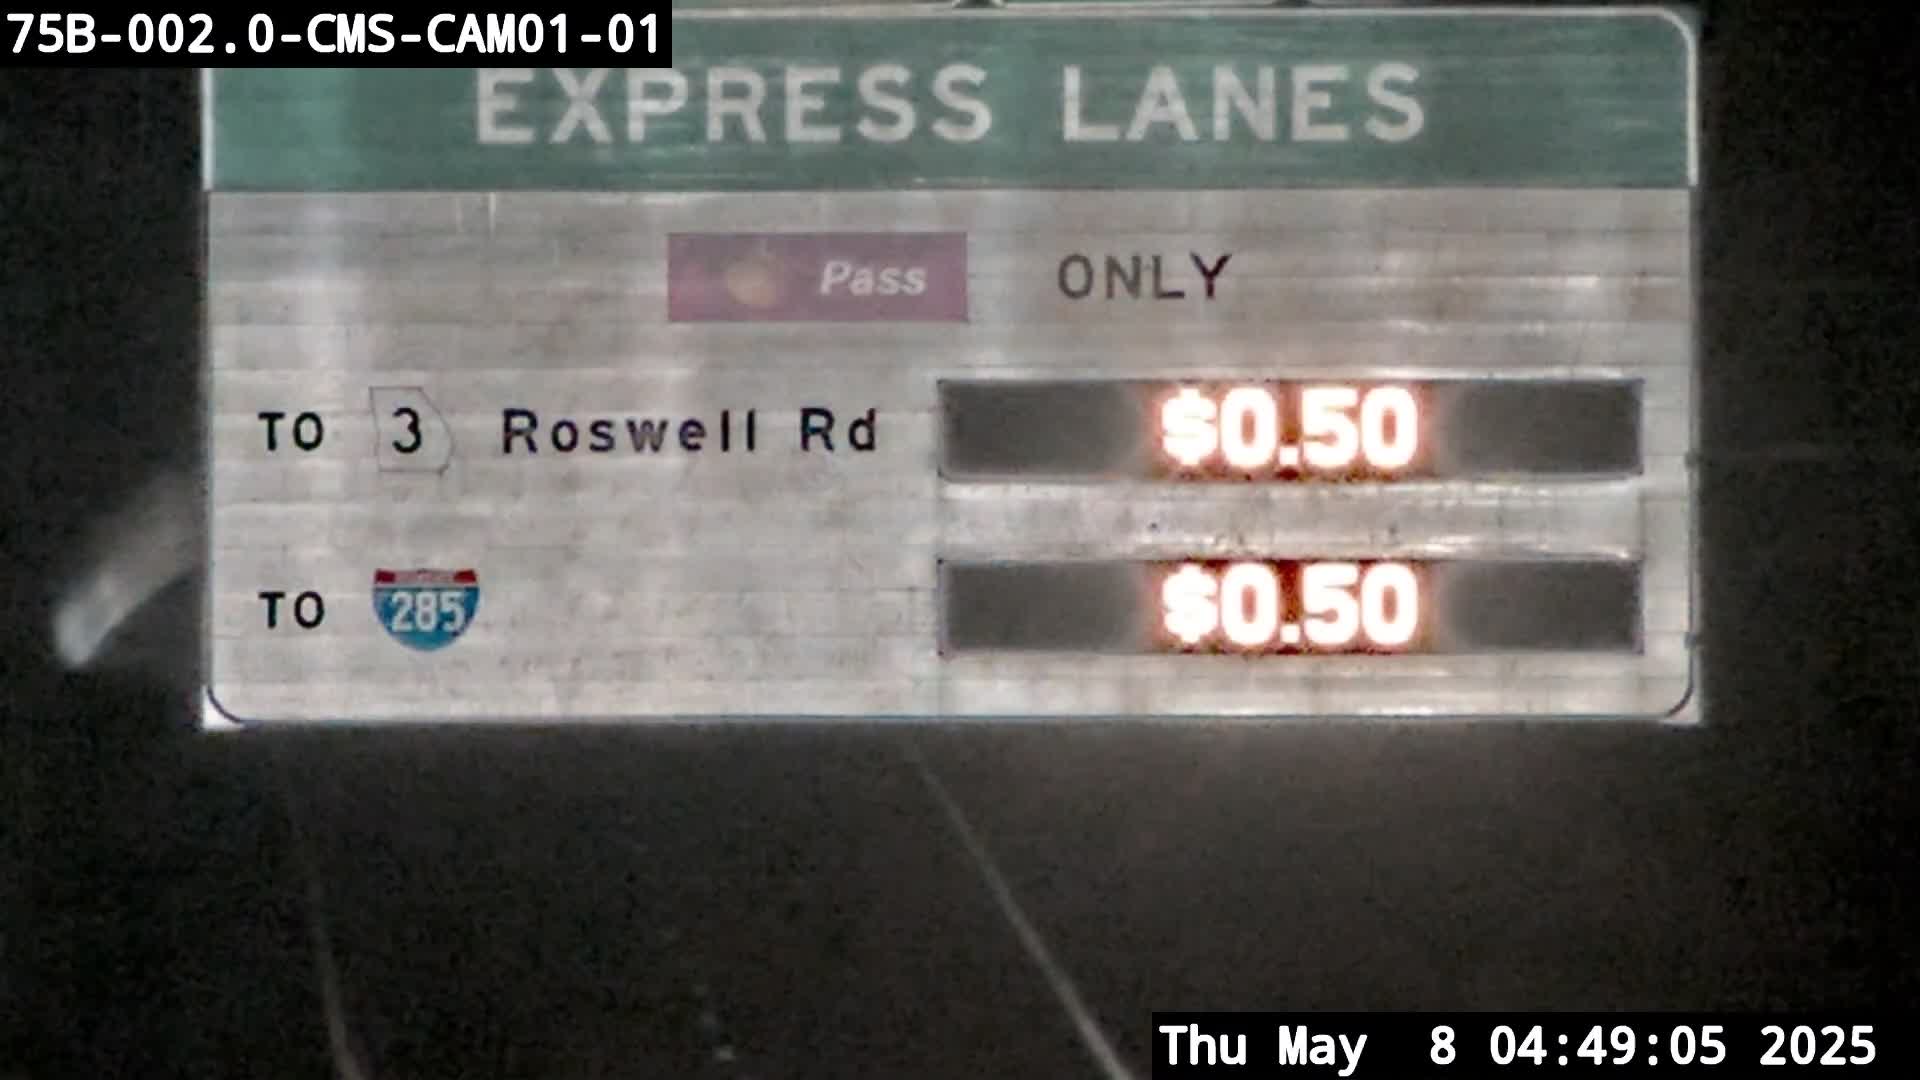 75B-002.0-CMS-CAM01-01
EXPRESS LANES
Pass ONLY
TO 3 Roswell Rd $0.50
TO 285 $0.50
Thu May 8 04:49:05 2025